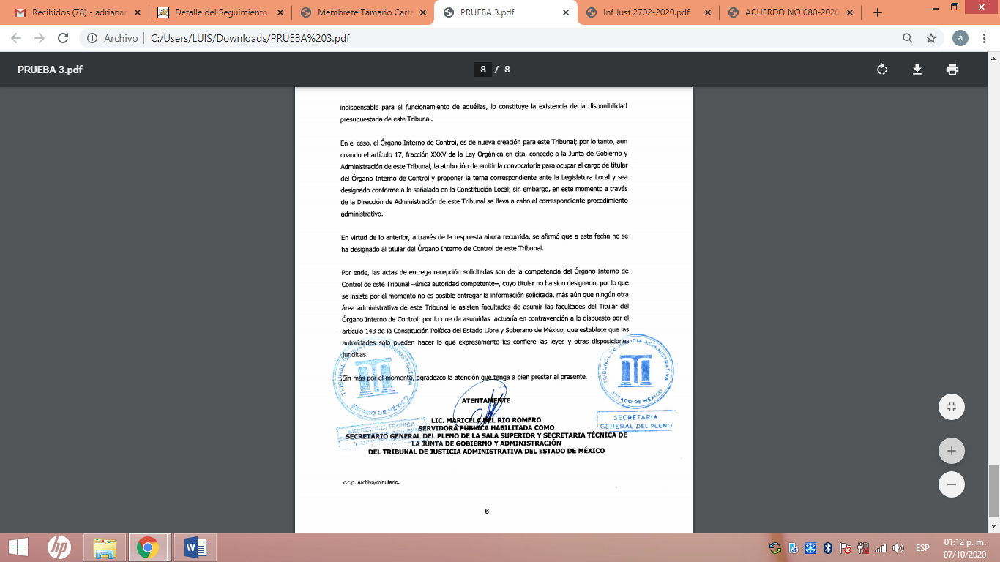 Recibidos (78) - adrianar
Detalle del Seguimiento
Membrete Tamaño Carta
PRUEBA 3.pdf
Inf Just 2702-2020.pdf
ACUERDO NO 080-2020
Archivo
C:/Users/LUIS/Downloads/PRUEBA%203.pdf
a
PRUEBA 3.pdf
8 / 8
indispensable para el funcionamiento de aquéllas, lo constituye la existencia de la disponibilidad
presupuestaria de este Tribunal.
En el caso, el Órgano Interno de Control, es de nueva creación para este Tribunal; por lo tanto, aun
cuando el artículo 17, fracción XXXV de la Ley Orgánica en cita, concede a la Junta de Gobierno y
Administración de este Tribunal, la atribución de emitir la convocatoria para ocupar el cargo de titular
del Órgano Interno de Control y proponer la terna correspondiente ante la Legislatura Local y sea
designado conforme a lo señalado en la Constitución Local; sin embargo, en este momento a través
de la Dirección de Administración de este Tribunal se lleva a cabo el correspondiente procedimiento
administrativo.
En virtud de lo anterior, a través de la respuesta ahora recurrida, se afirmó que a esta fecha no se
ha designado al titular del Órgano Interno de Control de este Tribunal.
Por ende, las actas de entrega recepción solicitadas son de la competencia del Órgano Interno de
Control de este Tribunal –única autoridad competente–, cuyo titular no ha sido designado, por lo que
se insiste por el momento no es posible entregar la información solicitada, más aún que ningún otra
área administrativa de este Tribunal le asisten facultades de asumir las facultades del Titular del
Órgano Interno de Control; por lo que de asumirlas actuaría en contravención a lo dispuesto por el
artículo 143 de la Constitución Política del Estado Libre y Soberano de México, que establece que las
autoridades sólo pueden hacer lo que expresamente les confiere las leyes y otras disposiciones
jurídicas.
Sin más por el momento, agradezco la atención que tenga a bien prestar al presente.
TRIBUNAL DE JUSTICIA ADMINISTRATIVA
ESTADO DE MÉXICO
SECRETARIA TÉCNICA
TRIBUNAL DE JUSTICIA ADMINISTRATIVA
ESTADO DE MÉXICO
SECRETARIA
GENERAL DEL PLENO
ATENTAMENTE
LIC. MARICELA DEL RIO ROMERO
SERVIDORA PÚBLICA HABILITADA COMO
SECRETARIO GENERAL DEL PLENO DE LA SALA SUPERIOR Y SECRETARIA TÉCNICA DE
LA JUNTA DE GOBIERNO Y ADMINISTRACIÓN
DEL TRIBUNAL DE JUSTICIA ADMINISTRATIVA DEL ESTADO DE MÉXICO
c.c.p. Archivo/minutario.
6
hp
ESP
01:12 p. m.
07/10/2020